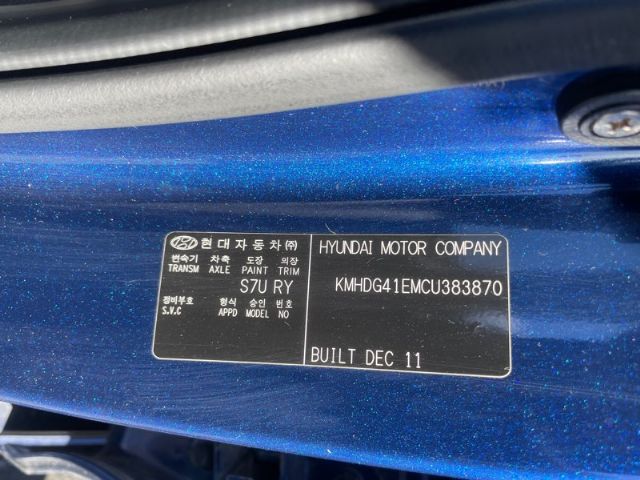 현대자동차㈜
변속기 차축 도장 의장
TRANSM AXLE PAINT TRIM
S7U RY
정비부호 형식 승인 번호
S.V.C APPD MODEL NO
HYUNDAI MOTOR COMPANY
KMHDG41EMCU383870
BUILT DEC 11